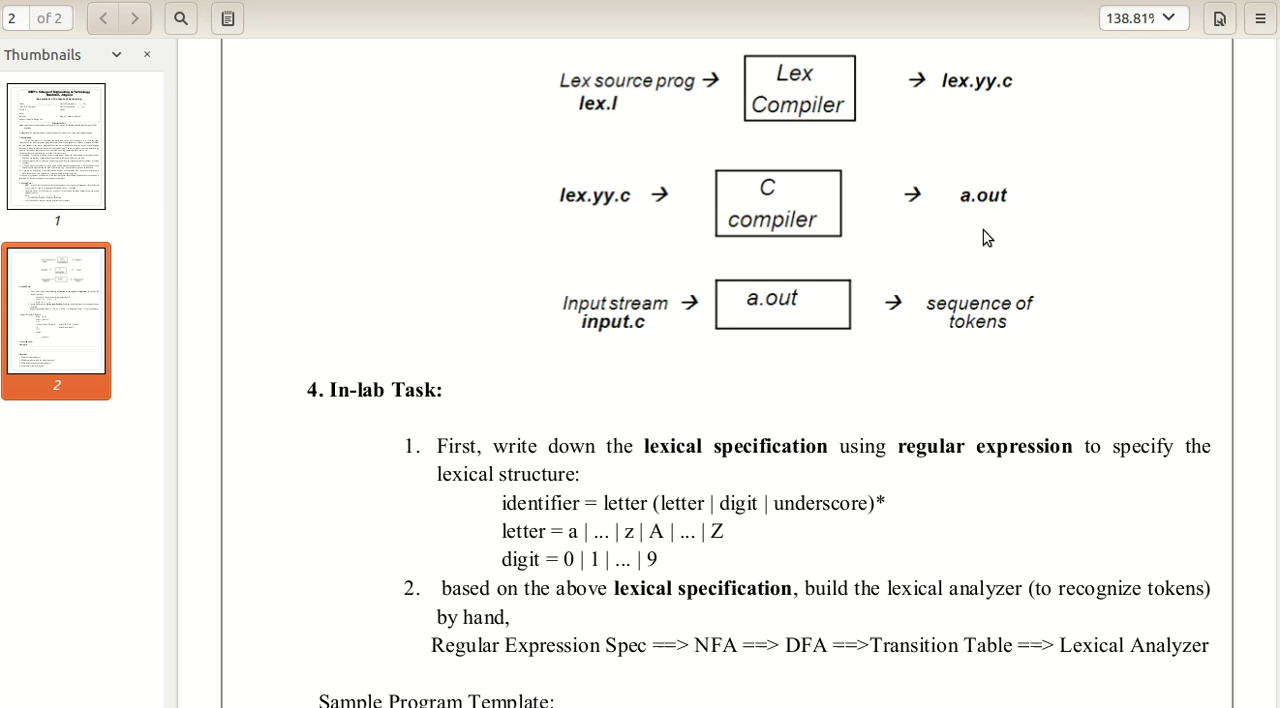 2 of 2
138.81%
Thumbnails
Lex source prog → Lex → lex.yy.c
lex.l Compiler
lex.yy.c → C → a.out
compiler
Input stream → a.out → sequence of
input.c tokens
1
2
4. In-lab Task:
1. First, write down the lexical specification using regular expression to specify the
lexical structure:
identifier = letter (letter | digit | underscore)*
letter = a | ... | z | A | ... | Z
digit = 0 | 1 | ... | 9
2. based on the above lexical specification, build the lexical analyzer (to recognize tokens)
by hand,
Regular Expression Spec ==> NFA ==> DFA ==>Transition Table ==> Lexical Analyzer
Sample Program Template: